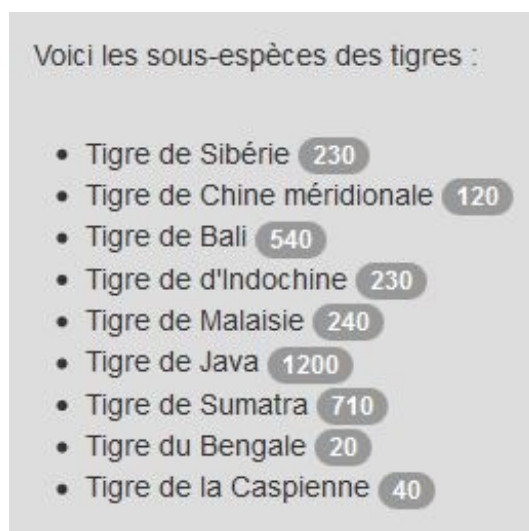 Voici les sous-espèces des tigres :
Tigre de Sibérie 230
Tigre de Chine méridionale 120
Tigre de Bali 540
Tigre de d'Indochine 230
Tigre de Malaisie 240
Tigre de Java 1200
Tigre de Sumatra 710
Tigre du Bengale 20
Tigre de la Caspienne 40